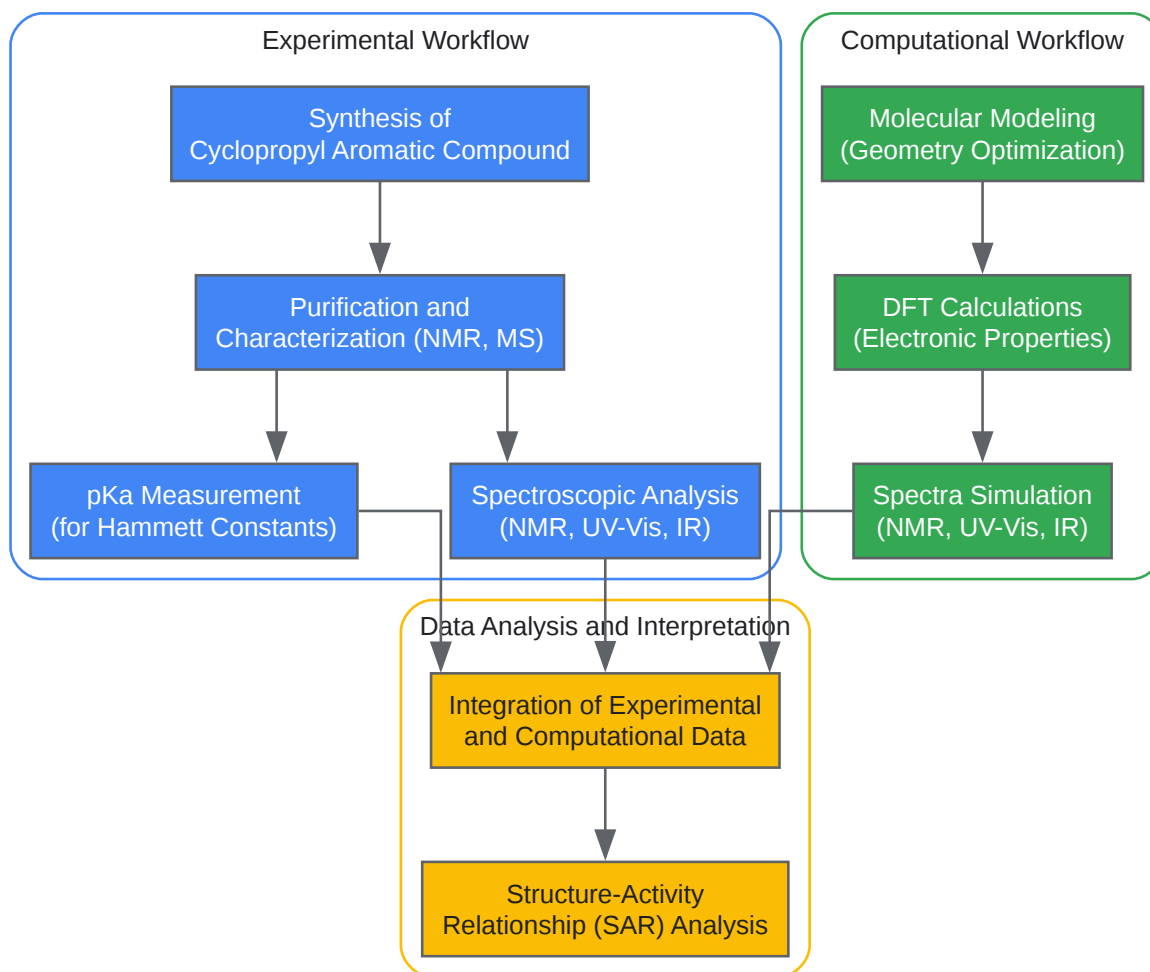 Experimental Workflow
Synthesis of
Cyclopropyl Aromatic Compound
Purification and
Characterization (NMR, MS)
pKa Measurement
(for Hammett Constants)
Spectroscopic Analysis
(NMR, UV-Vis, IR)
Computational Workflow
Molecular Modeling
(Geometry Optimization)
DFT Calculations
(Electronic Properties)
Spectra Simulation
(NMR, UV-Vis, IR)
Data Analysis and Interpretation
Integration of Experimental
and Computational Data
Structure-Activity
Relationship (SAR) Analysis